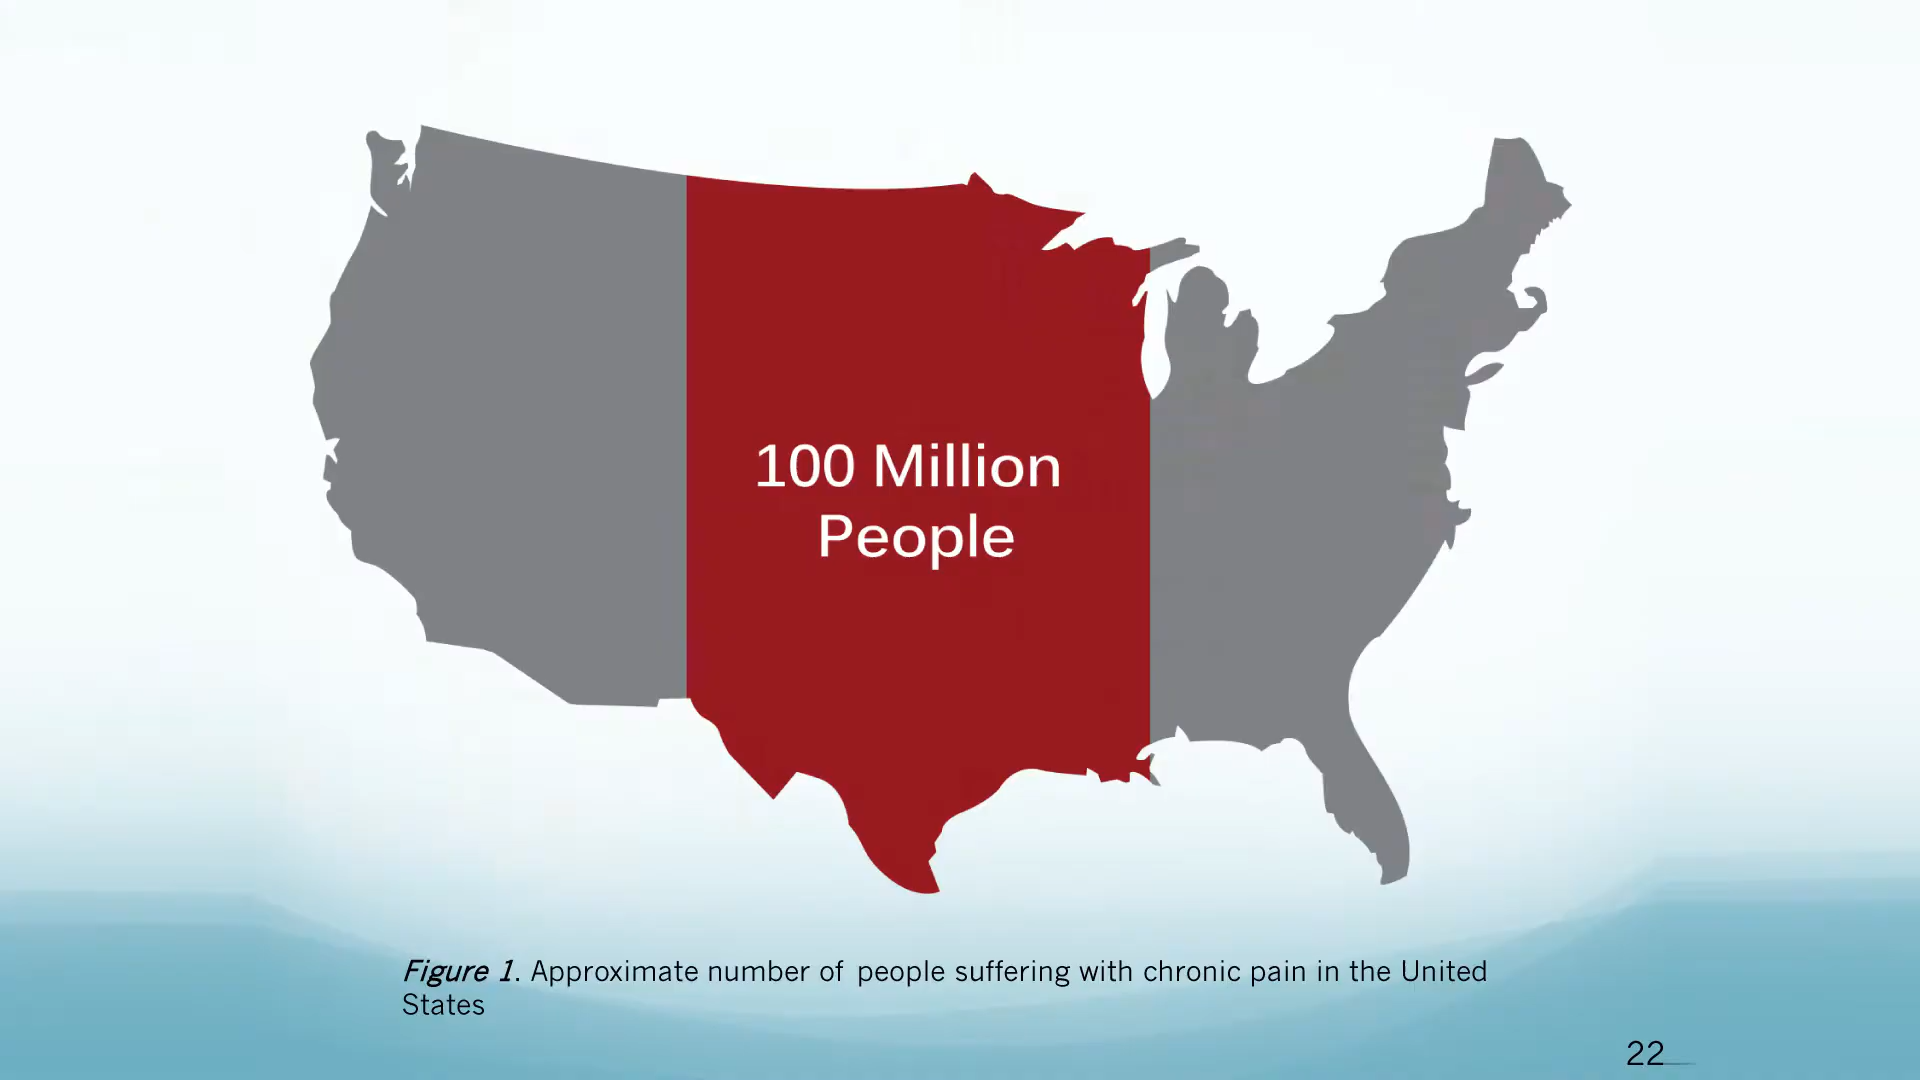 100 Million
People
Figure 1. Approximate number of people suffering with chronic pain in the United
States
22